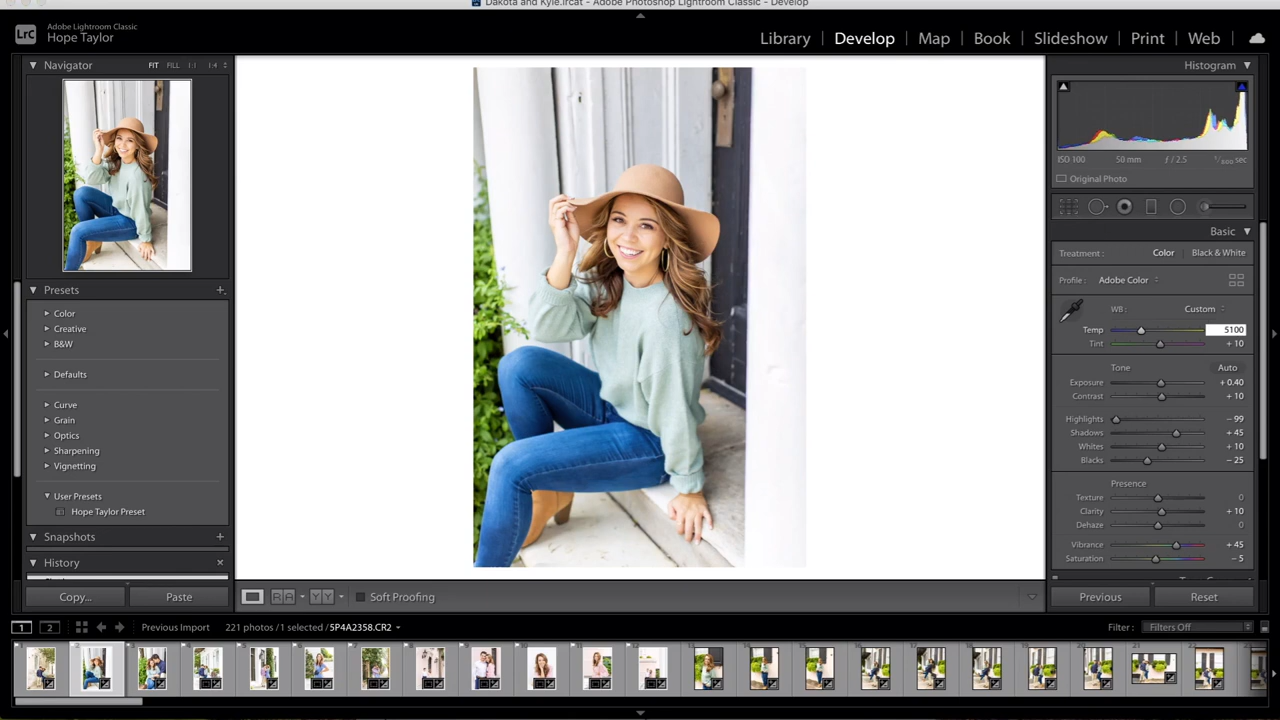 Dakota and Kyle.lrcat - Adobe Photoshop Lightroom Classic - Develop
LrC
Adobe Lightroom Classic
Hope Taylor
Library | Develop | Map | Book | Slideshow | Print | Web
Navigator FIT FILL 1:1 1:4
Histogram
ISO 100 50 mm f / 2.5 1/800 sec
Original Photo
Basic
Treatment : Color | Black & White
Profile : Adobe Color
WB : Custom
Temp 5100
Tint + 10
Tone Auto
Exposure + 0.40
Contrast + 10
Highlights − 99
Shadows + 45
Whites + 10
Blacks − 25
Presence
Texture 0
Clarity + 10
Dehaze 0
Vibrance + 45
Saturation − 5
Presets +
Color
Creative
B&W
Defaults
Curve
Grain
Optics
Sharpening
Vignetting
User Presets
Hope Taylor Preset
Snapshots +
History ×
Copy... Paste
R A Y Y Soft Proofing
Previous Reset
1 2 Previous Import 221 photos / 1 selected / 5P4A2358.CR2 Filter : Filters Off